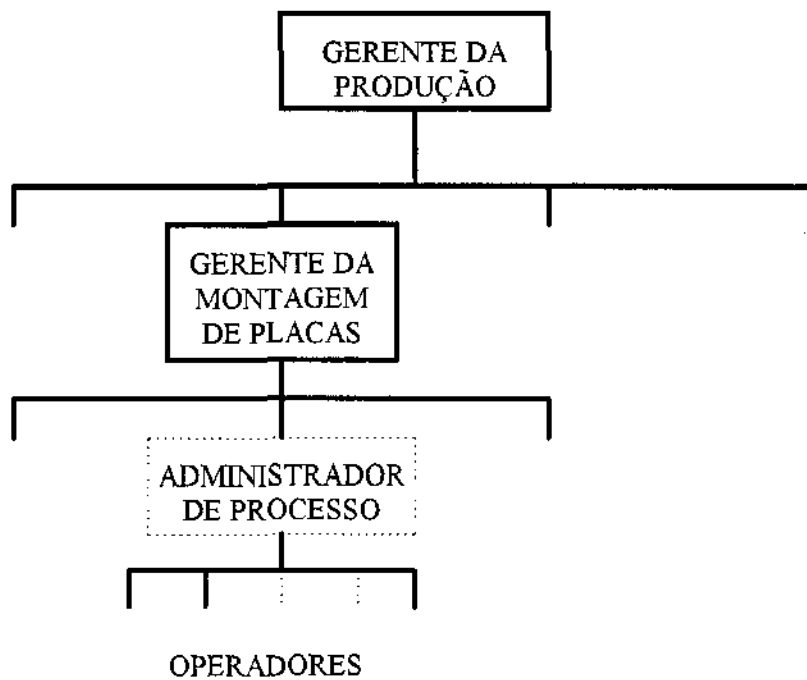 GERENTE DA
PRODUÇÃO
GERENTE DA
MONTAGEM
DE PLACAS
ADMINISTRADOR
DE PROCESSO
OPERADORES